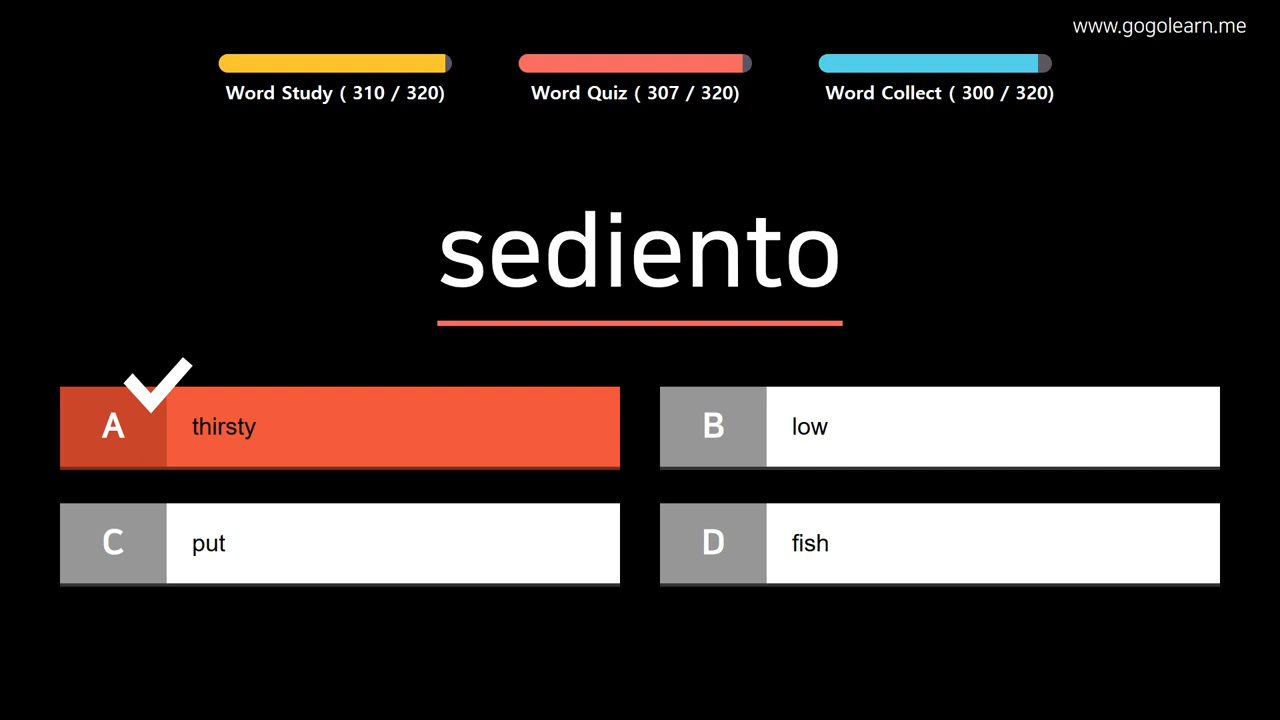 www.gogolearn.me
Word Study ( 310 / 320)
Word Quiz ( 307 / 320)
Word Collect ( 300 / 320)
sediento
A thirsty
B low
C put
D fish